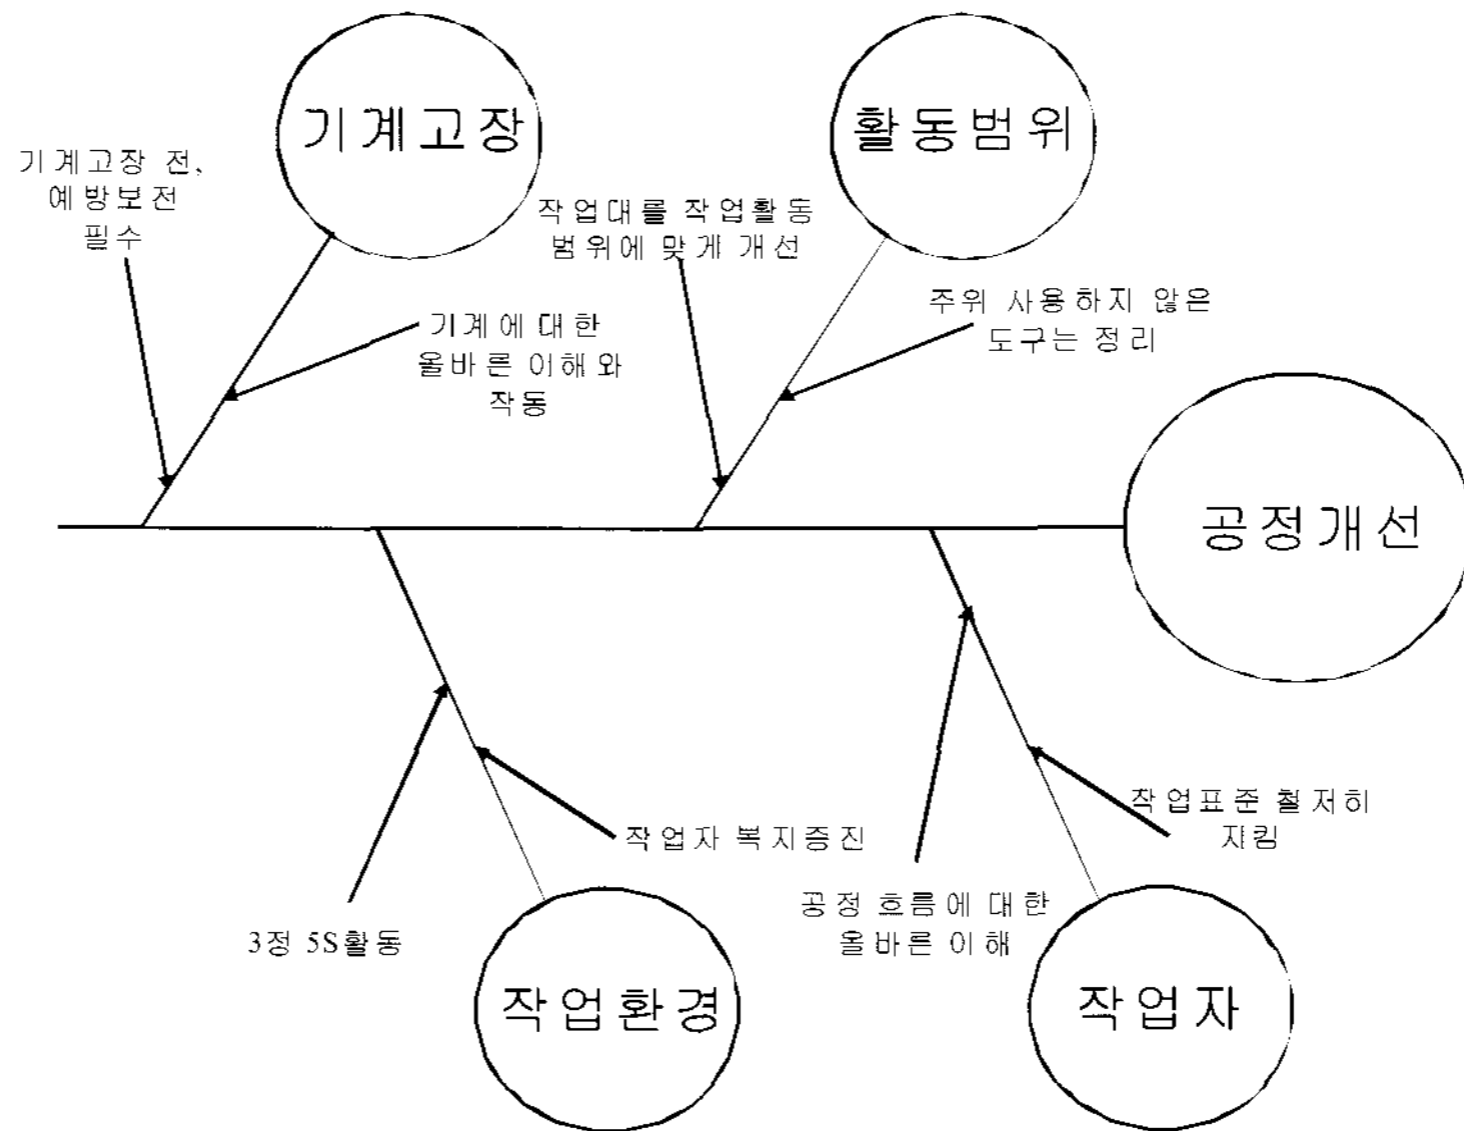 기계고장
활동범위
기계고장 전,
예방보전
필수
작업대를 작업활동
범위에 맞게 개선
기계에 대한
올바른 이해와
작동
주위 사용하지 않은
도구는 정리
공정개선
작업자 복지증진
3정 5S활동
작업표준 철저히
지킴
공정 흐름에 대한
올바른 이해
작업환경
작업자